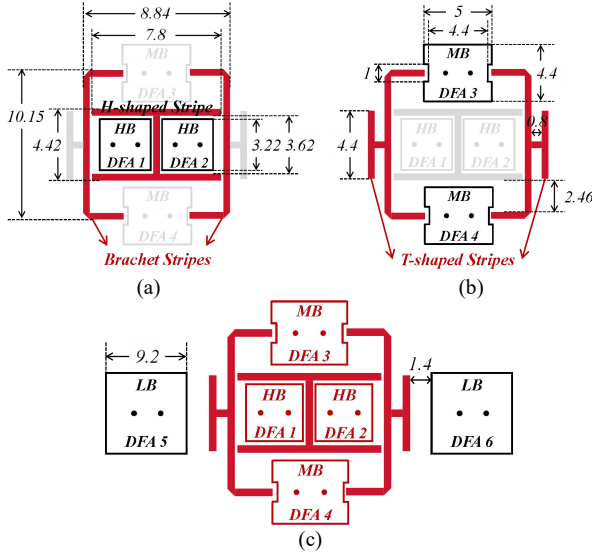 8.84
7.8
MB
DFA 3
10.15
H-shaped Stripe
4.42
HB
HB
DFA 1
DFA 2
3.22
3.62
MB
DFA 4
Brachet Stripes
(a)
5
4.4
MB
1
DFA 3
4.4
0.8
4.4
HB
HB
DFA 1
DFA 2
MB
2.46
DFA 4
T-shaped Stripes
(b)
MB
DFA 3
9.2
1.4
LB
HB
HB
LB
DFA 5
DFA 1
DFA 2
DFA 6
MB
DFA 4
(c)